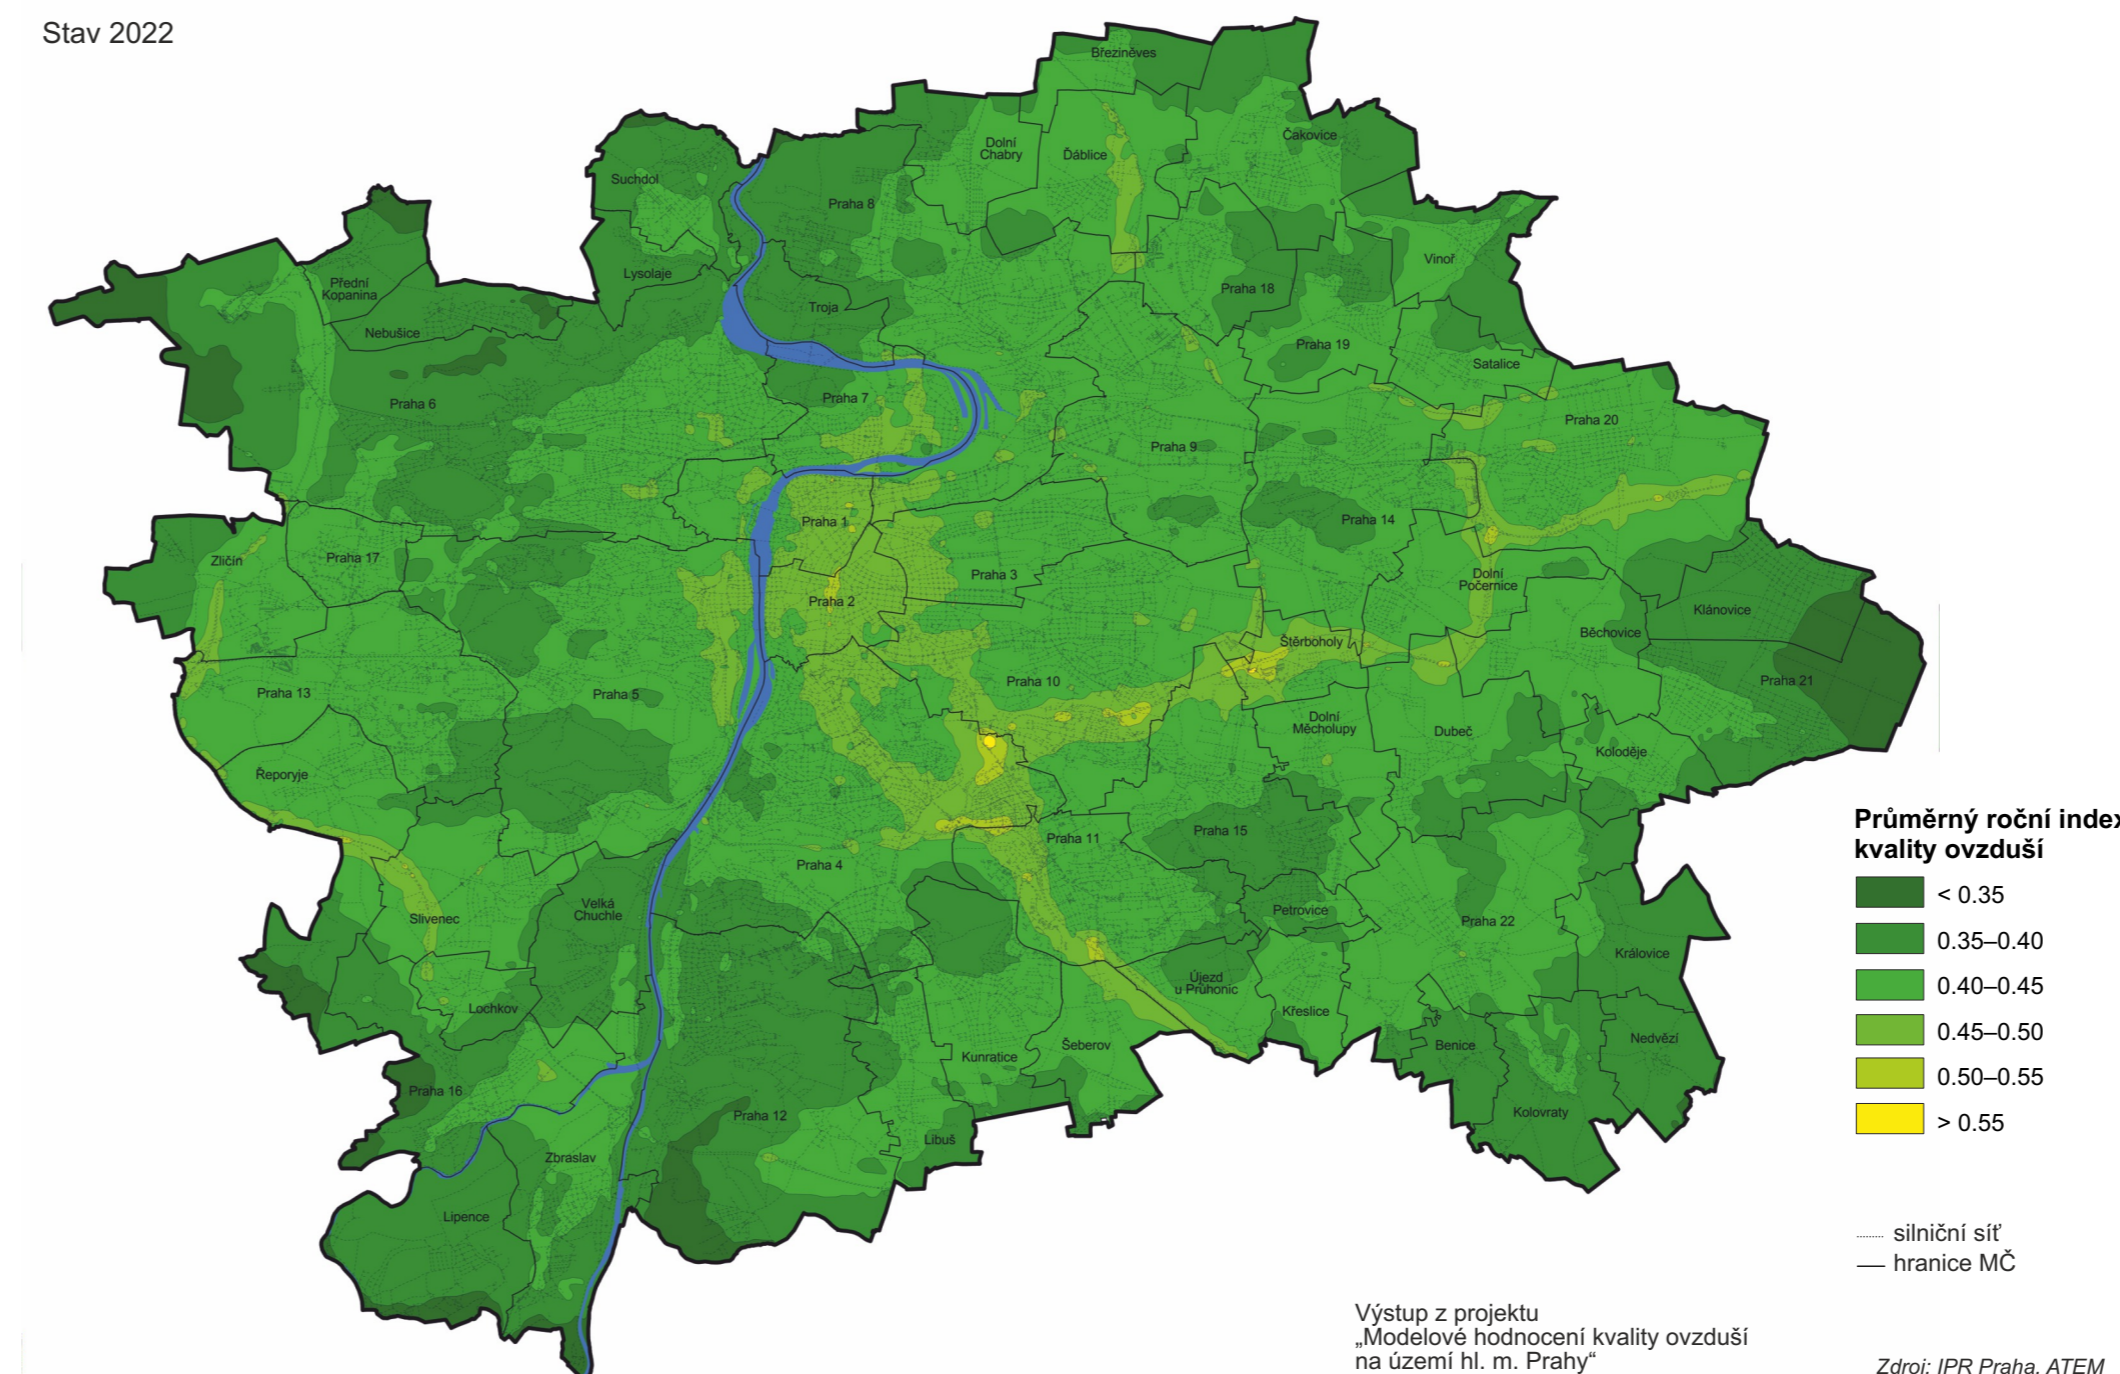 Stav 2022
Březiněves
Čakovice
Dolní
Chabry
Ďáblice
Suchdol
Praha 8
Vinoř
Lysolaje
Přední
Kopanina
Praha 18
Troja
Nebušice
Praha 19
Satalice
Praha 7
Praha 6
Praha 20
Praha 9
Praha 1
Praha 14
Zličín
Praha 17
Praha 3
Dolní
Počernice
Praha 2
Klánovice
Běchovice
Štěrboholy
Praha 13
Praha 5
Praha 10
Praha 21
Dolní
Měcholupy
Dubeč
Koloděje
Řeporyje
Praha 15
Praha 11
Praha 4
Velká
Chuchle
Slivenec
Petrovice
Praha 22
Královice
Újezd
u Průhonic
Lochkov
Křeslice
Nedvězí
Benice
Šeberov
Kunratice
Praha 16
Praha 12
Kolovraty
Libuš
Zbraslav
Lipence
Průměrný roční index
kvality ovzduší
< 0.35
0.35–0.40
0.40–0.45
0.45–0.50
0.50–0.55
> 0.55
silniční síť
hranice MČ
Výstup z projektu
„Modelové hodnocení kvality ovzduší
na území hl. m. Prahy“
Zdroj: IPR Praha, ATEM